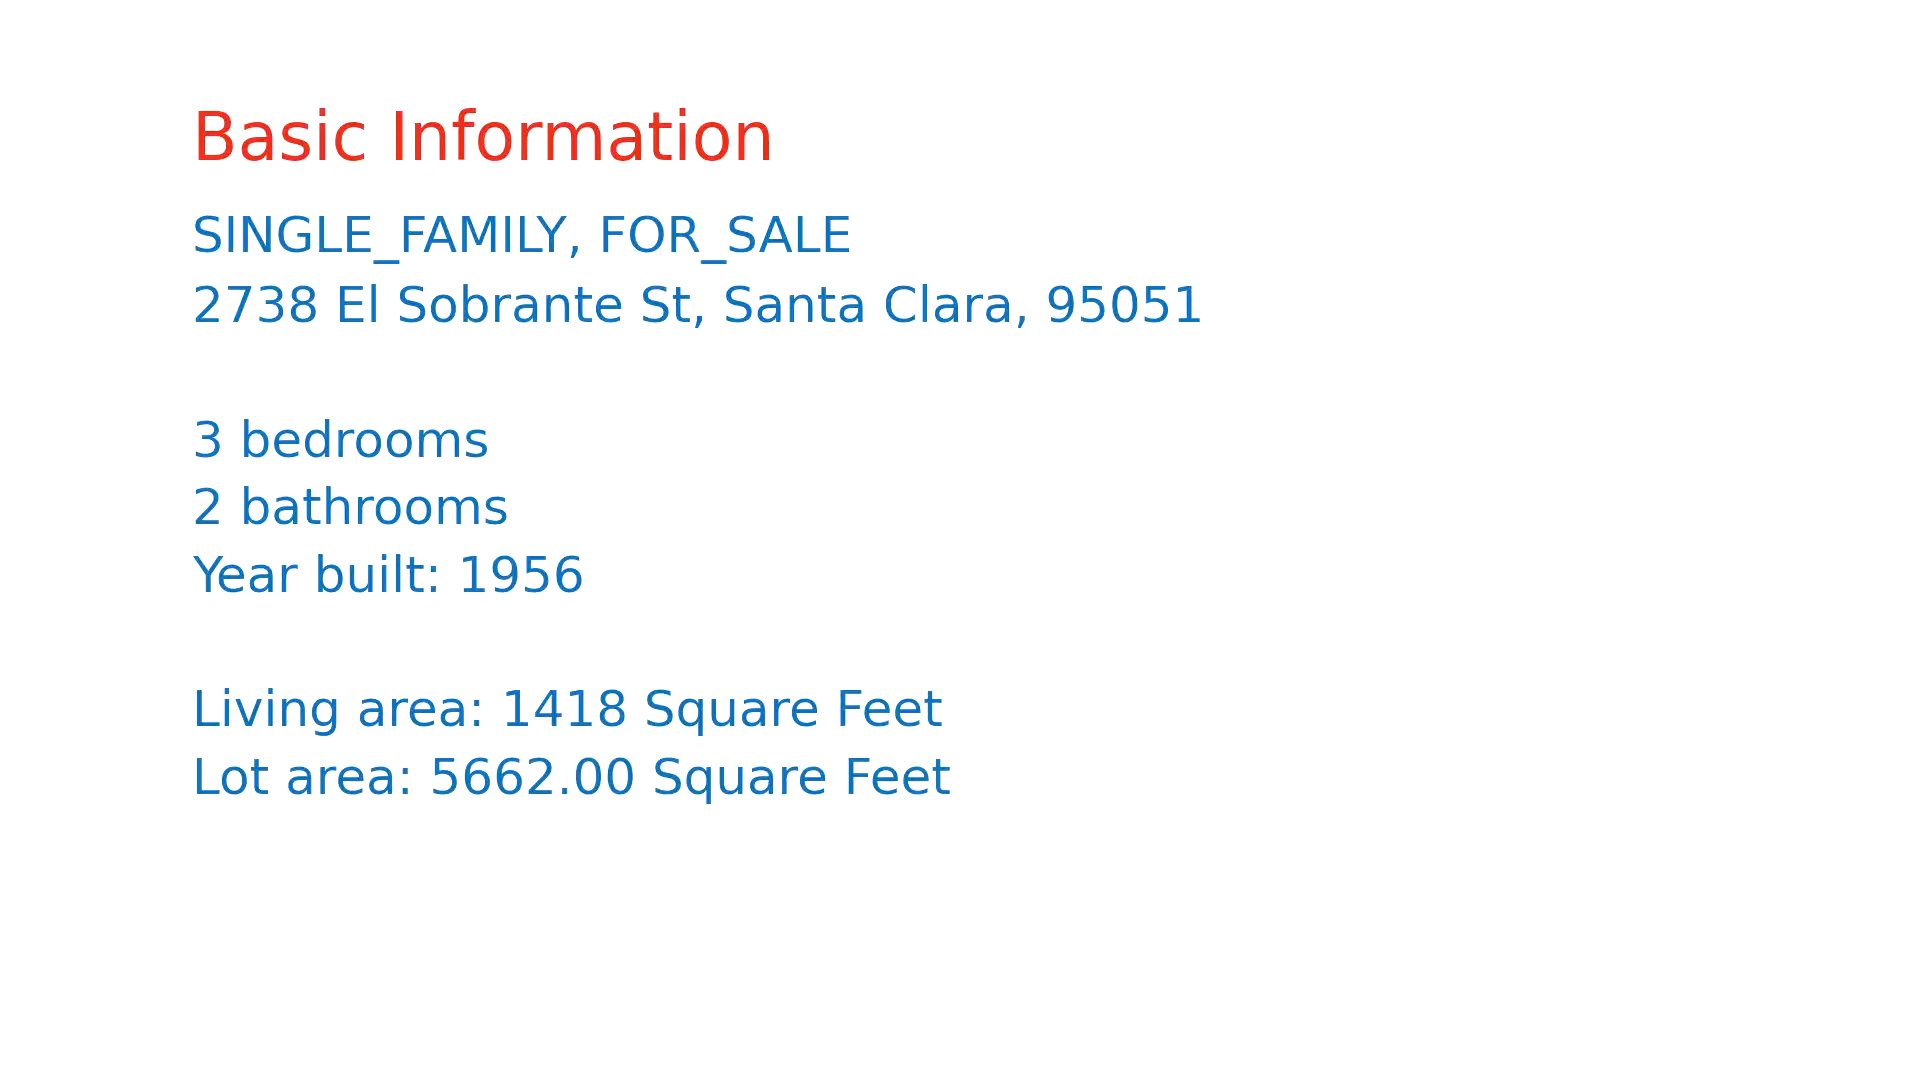 Basic Information
SINGLE_FAMILY, FOR_SALE
2738 El Sobrante St, Santa Clara, 95051
3 bedrooms
2 bathrooms
Year built: 1956
Living area: 1418 Square Feet
Lot area: 5662.00 Square Feet